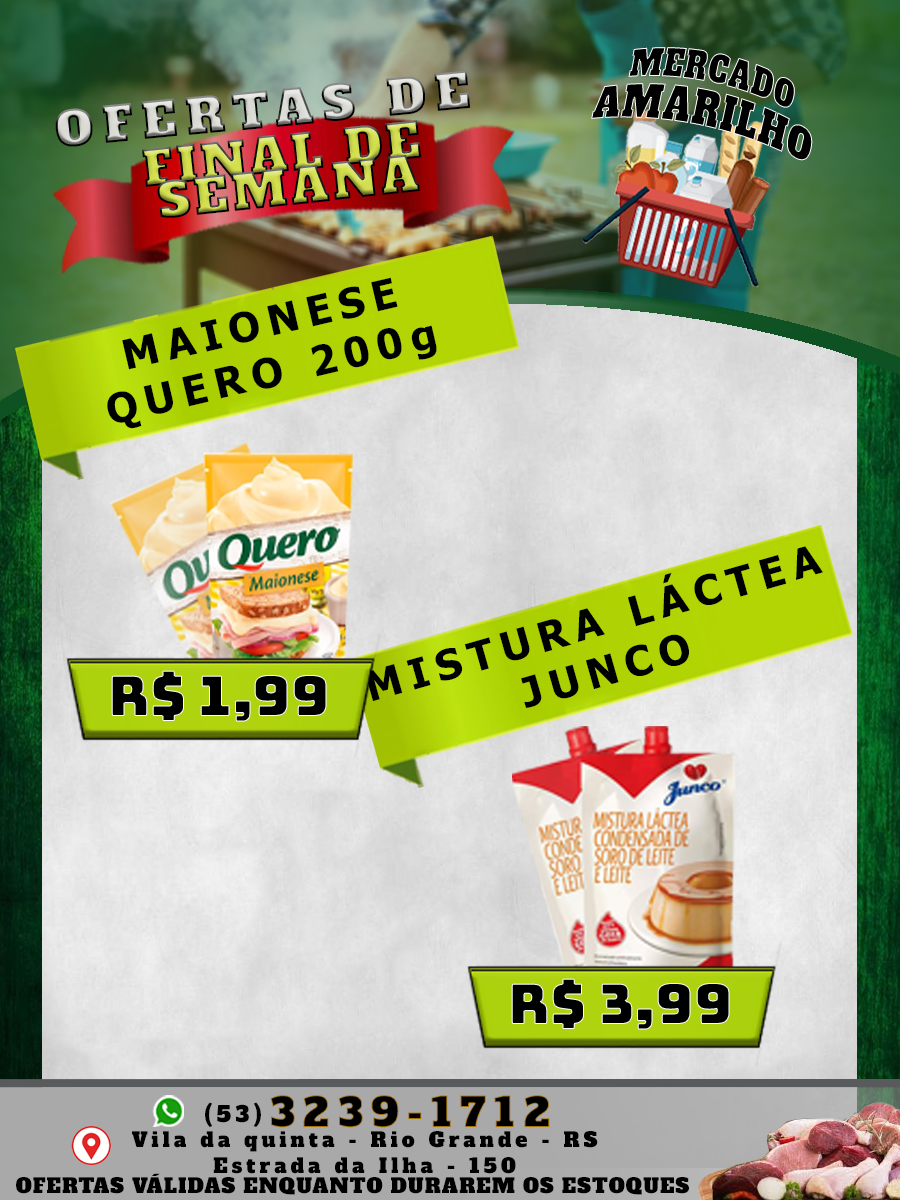 OFERTAS DE
FINAL DE
SEMANA
MERCADO
AMARILHO
MAIONESE
QUERO 200g
Quero
Maionese
R$ 1,99
MISTURA LÁCTEA
JUNCO
Junco
MISTURA LÁCTEA
CONDENSADA DE
SORO DE LEITE
E LEITE
R$ 3,99
(53) 3239-1712
Vila da quinta - Rio Grande - RS
Estrada da Ilha - 150
OFERTAS VÁLIDAS ENQUANTO DURAREM OS ESTOQUES